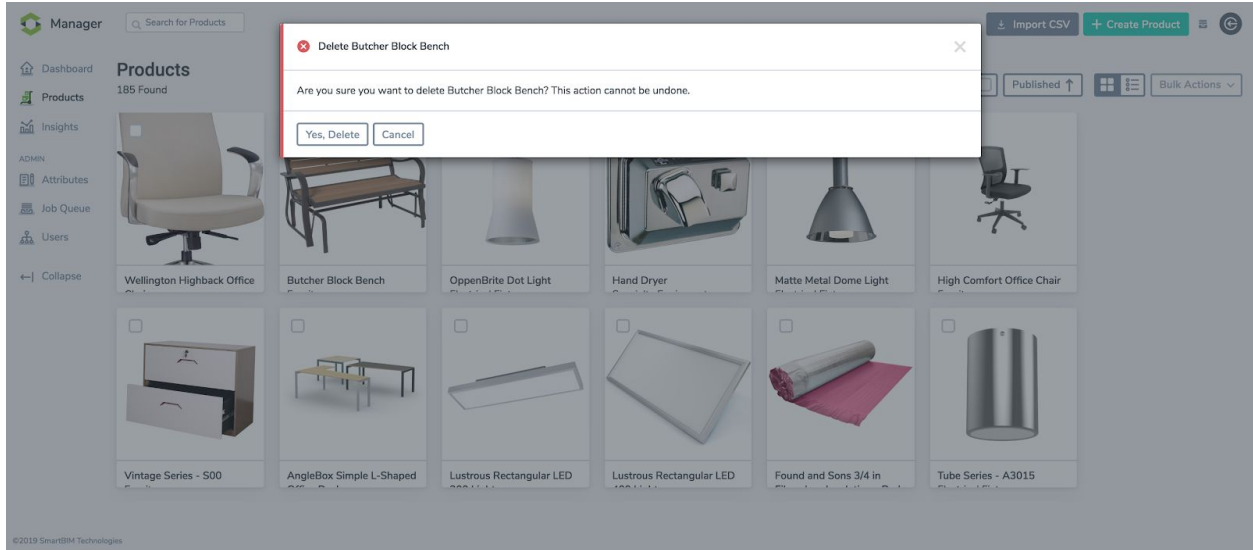 Manager
Search for Products
Import CSV
+ Create Product
Delete Butcher Block Bench
Are you sure you want to delete Butcher Block Bench? This action cannot be undone.
Yes, Delete
Cancel
Dashboard
Products
Insights
ADMIN
Attributes
Job Queue
Users
Collapse
Products
185 Found
Published
Bulk Actions
Wellington Highback Office
Butcher Block Bench
OppenBrite Dot Light
Hand Dryer
Matte Metal Dome Light
High Comfort Office Chair
Vintage Series - S00
AngleBox Simple L-Shaped
Lustrous Rectangular LED
Lustrous Rectangular LED
Found and Sons 3/4 in
Tube Series - A3015
©2019 SmartBIM Technologies